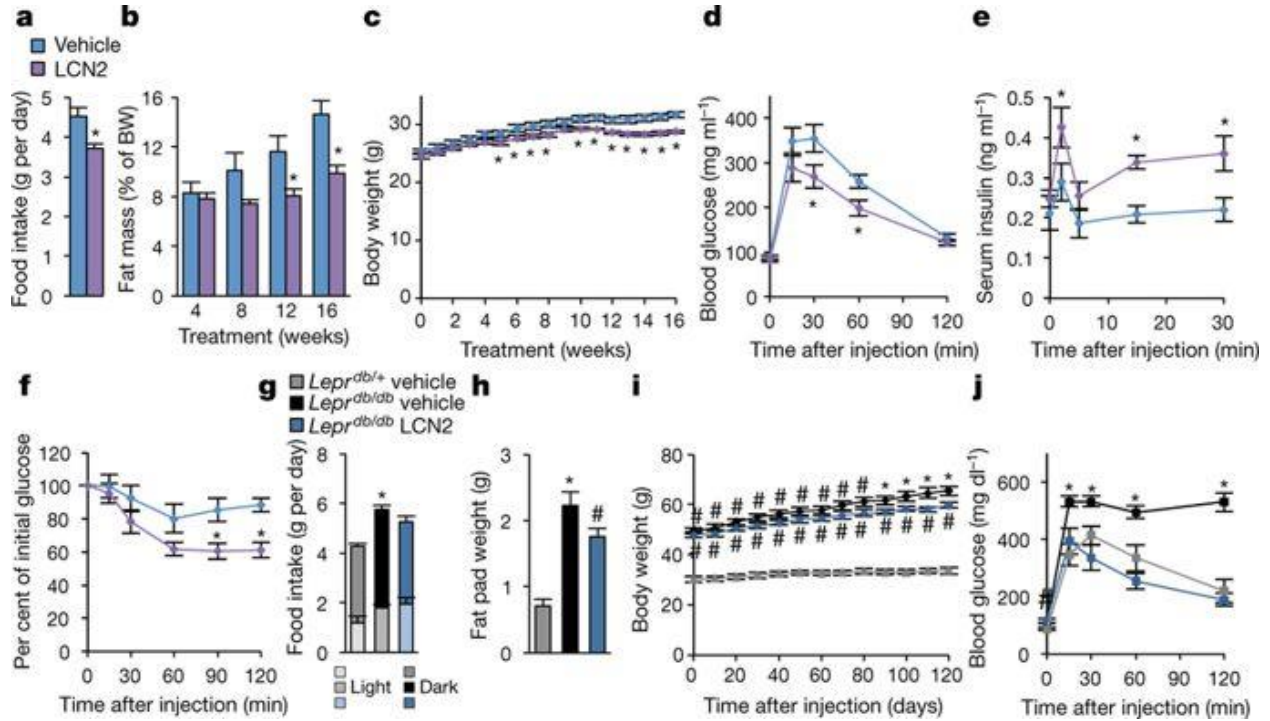 a
Vehicle
LCN2
Food intake (g per day)
5
4
3
2
1
0
*
b
Fat mass (% of BW)
16
12
8
4
0
* *
4 8 12 16
Treatment (weeks)
c
Body weight (g)
30
20
10
0
* * * * * * * * * * * *
0 2 4 6 8 10 12 14 16
Treatment (weeks)
d
Blood glucose (mg ml⁻¹)
400
300
200
100
0
* *
0 30 60 90 120
Time after injection (min)
e
Serum insulin (ng ml⁻¹)
0.5
0.4
0.3
0.2
0.1
0
* * *
0 10 20 30
Time after injection (min)
f
Per cent of initial glucose
120
100
80
60
40
20
0
* *
0 30 60 90 120
Time after injection (min)
g
Lepr^db/+ vehicle
Lepr^db/db vehicle
Lepr^db/db LCN2
Food intake (g per day)
8
6
4
2
0
*
Light Dark
h
Fat pad weight (g)
3
2
1
0
* #
i
Body weight (g)
80
60
40
20
0
# # # # # # # # # * * * *
# # # # # # # # # # # # #
0 20 40 60 80 100 120
Time after injection (days)
j
Blood glucose (mg dl⁻¹)
600
400
200
0
* * * *
*
#
0 30 60 90 120
Time after injection (min)